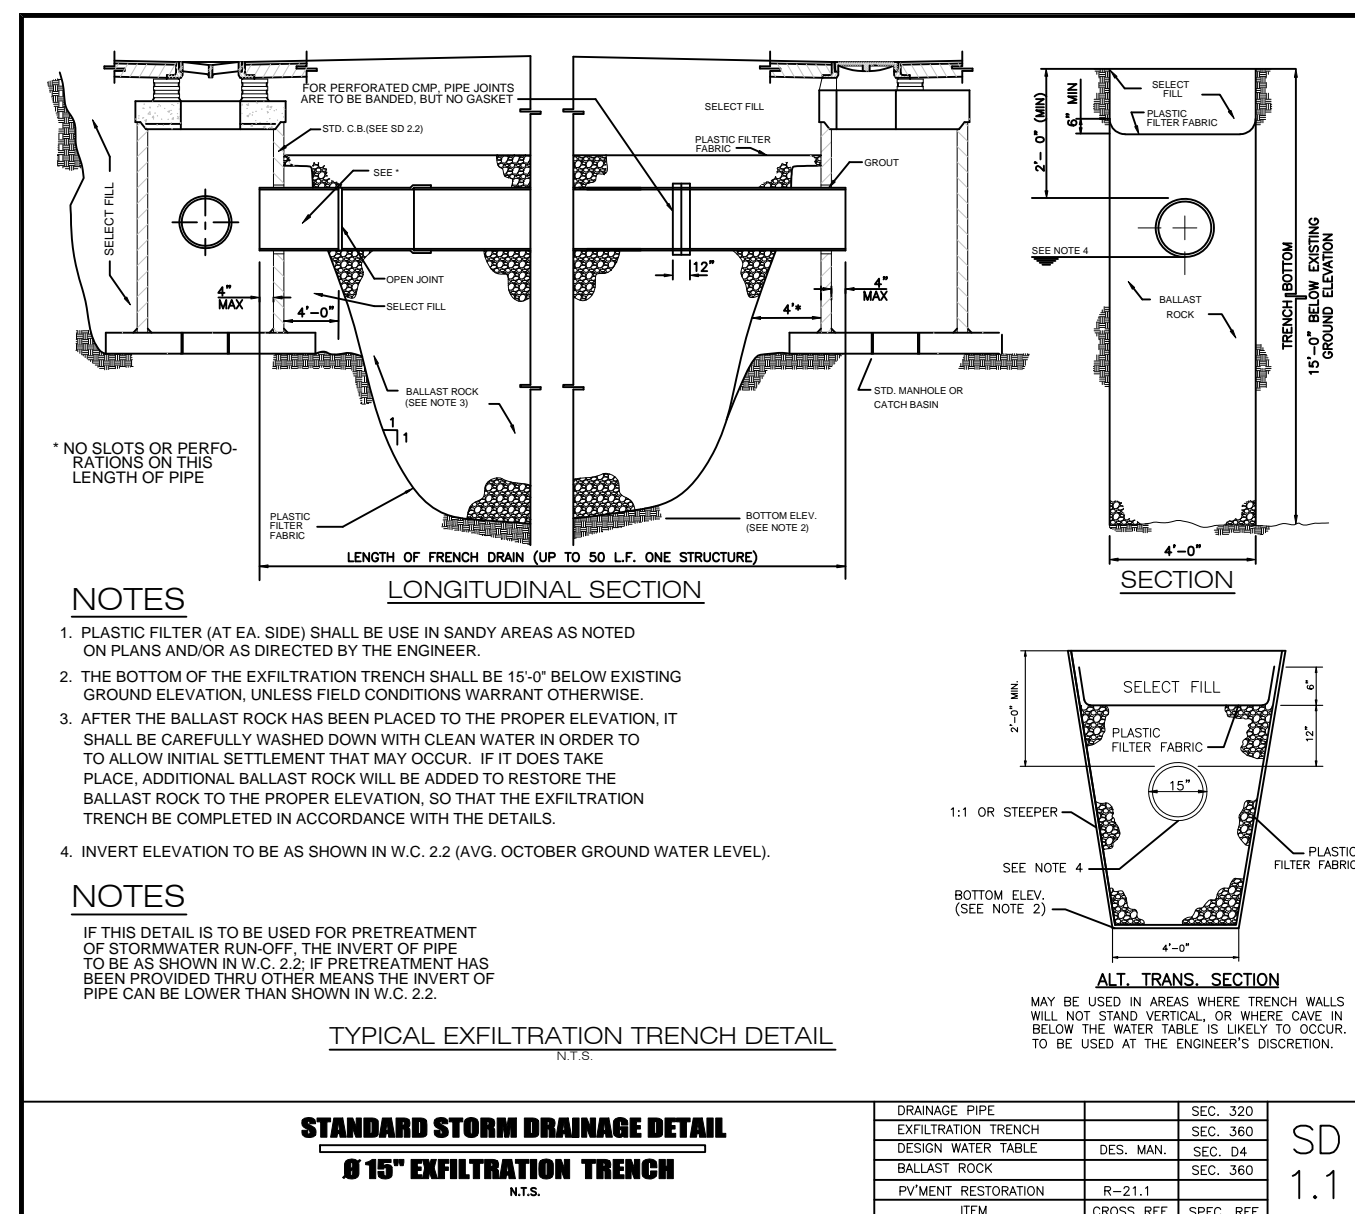 FOR PERFORATED CMP, PIPE JOINTS
ARE TO BE BANDED, BUT NO GASKET
SELECT FILL
STD. C.B.(SEE SD 2.2)
PLASTIC FILTER
FABRIC
GROUT
SEE *
SELECT FILL
OPEN JOINT
12"
4"
MAX
4'-0"
SELECT FILL
4'*
4"
MAX
BALLAST ROCK
(SEE NOTE 3)
STD. MANHOLE OR
CATCH BASIN
1
1
* NO SLOTS OR PERFO-
RATIONS ON THIS
LENGTH OF PIPE
PLASTIC
FILTER
FABRIC
BOTTOM ELEV.
(SEE NOTE 2)
LENGTH OF FRENCH DRAIN (UP TO 50 L.F. ONE STRUCTURE)
LONGITUDINAL SECTION
2'- 0" (MIN)
6" MIN
SELECT
FILL
PLASTIC
FILTER FABRIC
SEE NOTE 4
BALLAST
ROCK
TRENCH BOTTOM
15'-0" BELOW EXISTING
GROUND ELEVATION
4'-0"
SECTION
NOTES
1. PLASTIC FILTER (AT EA. SIDE) SHALL BE USE IN SANDY AREAS AS NOTED
ON PLANS AND/OR AS DIRECTED BY THE ENGINEER.
2. THE BOTTOM OF THE EXFILTRATION TRENCH SHALL BE 15'-0" BELOW EXISTING
GROUND ELEVATION, UNLESS FIELD CONDITIONS WARRANT OTHERWISE.
3. AFTER THE BALLAST ROCK HAS BEEN PLACED TO THE PROPER ELEVATION, IT
SHALL BE CAREFULLY WASHED DOWN WITH CLEAN WATER IN ORDER TO
TO ALLOW INITIAL SETTLEMENT THAT MAY OCCUR. IF IT DOES TAKE
PLACE, ADDITIONAL BALLAST ROCK WILL BE ADDED TO RESTORE THE
BALLAST ROCK TO THE PROPER ELEVATION, SO THAT THE EXFILTRATION
TRENCH BE COMPLETED IN ACCORDANCE WITH THE DETAILS.
4. INVERT ELEVATION TO BE AS SHOWN IN W.C. 2.2 (AVG. OCTOBER GROUND WATER LEVEL).
NOTES
IF THIS DETAIL IS TO BE USED FOR PRETREATMENT
OF STORMWATER RUN-OFF, THE INVERT OF PIPE
TO BE AS SHOWN IN W.C. 2.2; IF PRETREATMENT HAS
BEEN PROVIDED THRU OTHER MEANS THE INVERT OF
PIPE CAN BE LOWER THAN SHOWN IN W.C. 2.2.
TYPICAL EXFILTRATION TRENCH DETAIL
N.T.S.
2'-0" MIN.
SELECT FILL
6"
PLASTIC
FILTER FABRIC
12"
15"
1:1 OR STEEPER
SEE NOTE 4
PLASTIC
FILTER FABRIC
BOTTOM ELEV.
(SEE NOTE 2)
4'-0"
ALT. TRANS. SECTION
MAY BE USED IN AREAS WHERE TRENCH WALLS
WILL NOT STAND VERTICAL, OR WHERE CAVE IN
BELOW THE WATER TABLE IS LIKELY TO OCCUR.
TO BE USED AT THE ENGINEER'S DISCRETION.
STANDARD STORM DRAINAGE DETAIL
Ø 15" EXFILTRATION TRENCH
N.T.S.
DRAINAGE PIPE SEC. 320
EXFILTRATION TRENCH SEC. 360
DESIGN WATER TABLE DES. MAN. SEC. D4
BALLAST ROCK SEC. 360
PV'MENT RESTORATION R-21.1
ITEM CROSS REF. SPEC. REF.
SD
1.1